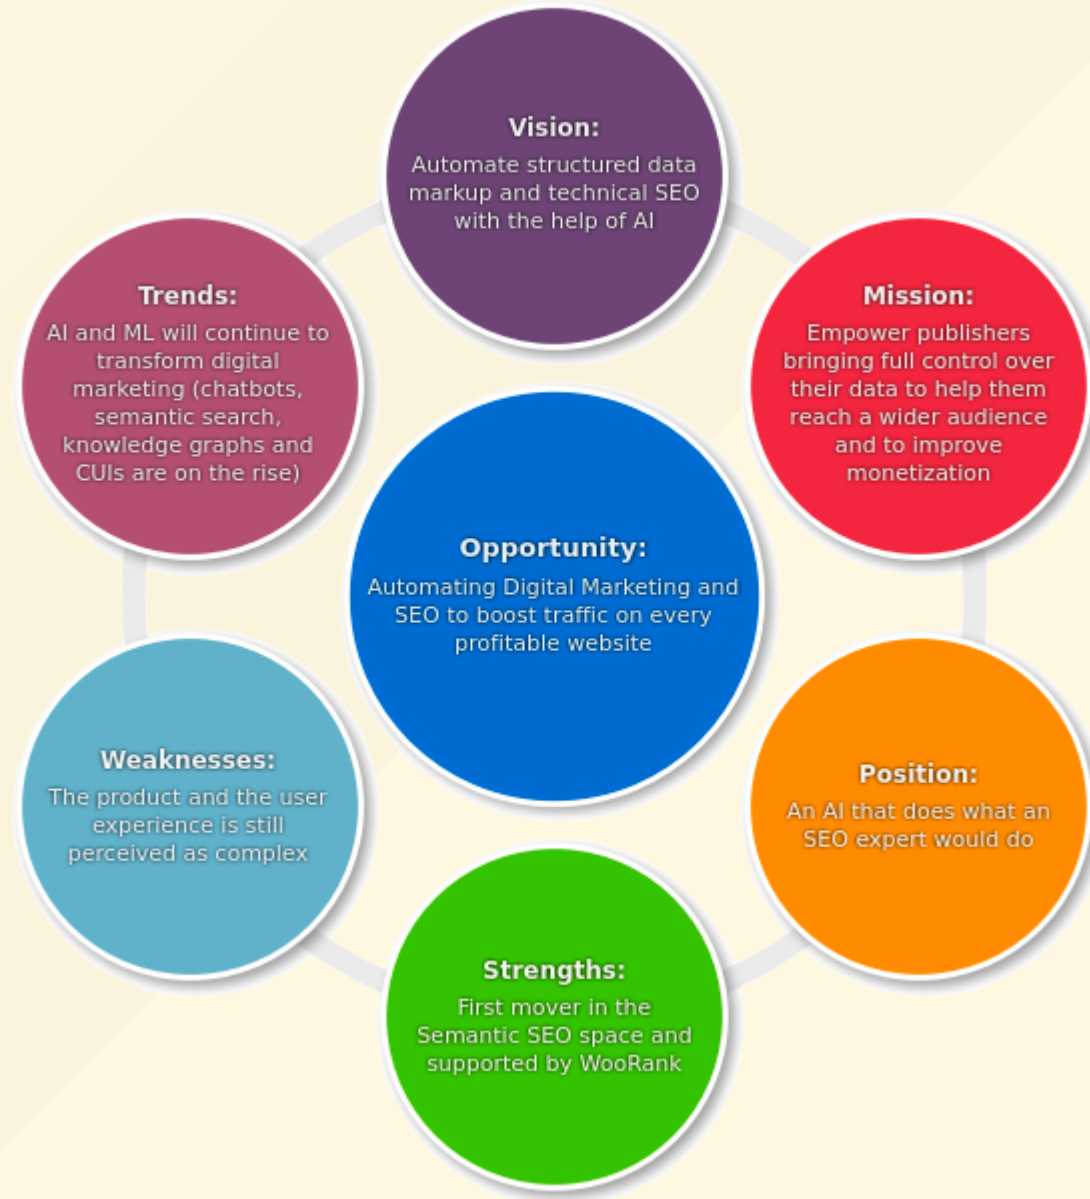 Vision:
Automate structured data
markup and technical SEO
with the help of AI
Trends:
AI and ML will continue to
transform digital
marketing (chatbots,
semantic search,
knowledge graphs and
CUIs are on the rise)
Mission:
Empower publishers
bringing full control over
their data to help them
reach a wider audience
and to improve
monetization
Opportunity:
Automating Digital Marketing and
SEO to boost traffic on every
profitable website
Weaknesses:
The product and the user
experience is still
perceived as complex
Position:
An AI that does what an
SEO expert would do
Strengths:
First mover in the
Semantic SEO space and
supported by WooRank